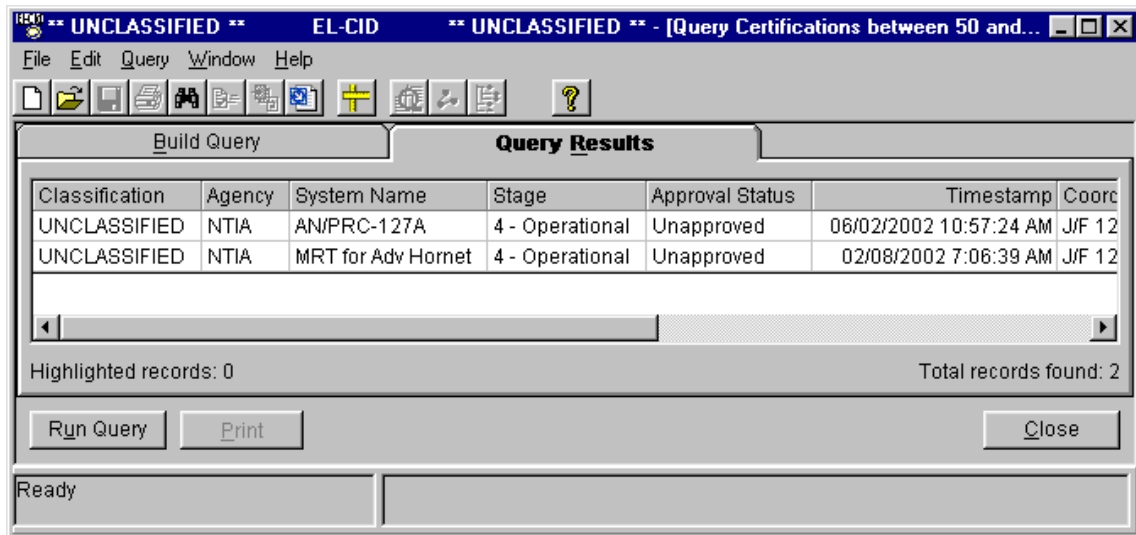 ** UNCLASSIFIED ** EL-CID ** UNCLASSIFIED ** - [Query Certifications between 50 and...
File Edit Query Window Help
Build Query Query Results
Classification Agency System Name Stage Approval Status Timestamp Coord
UNCLASSIFIED NTIA AN/PRC-127A 4 - Operational Unapproved 06/02/2002 10:57:24 AM J/F 12
UNCLASSIFIED NTIA MRT for Adv Hornet 4 - Operational Unapproved 02/08/2002 7:06:39 AM J/F 12
Highlighted records: 0 Total records found: 2
Run Query Print Close
Ready